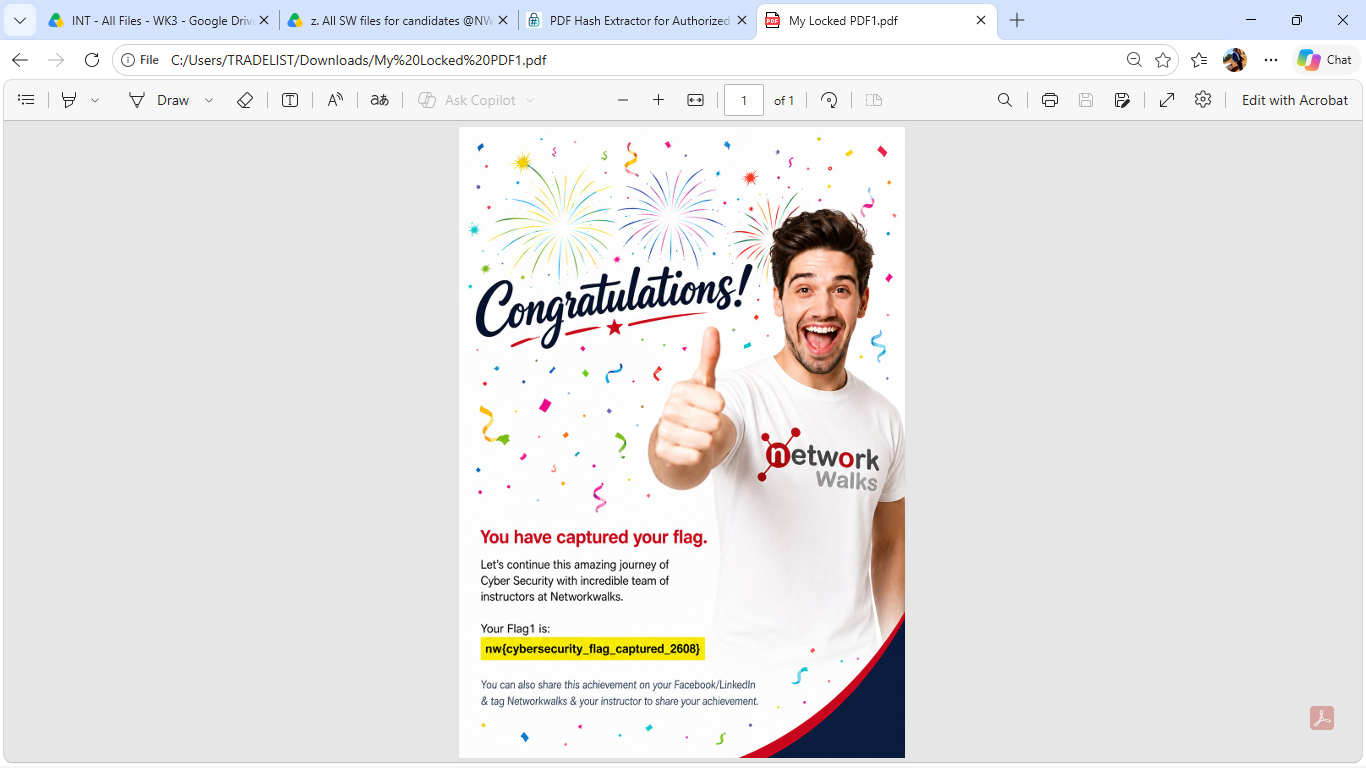 INT - All Files - WK3 - Google Drive
z. All SW files for candidates @NW
PDF Hash Extractor for Authorized
My Locked PDF1.pdf
File
C:/Users/TRADELIST/Downloads/My%20Locked%20PDF1.pdf
Chat
Draw
Ask Copilot
1
of 1
Edit with Acrobat
Congratulations!
network
Walks
You have captured your flag.
Let's continue this amazing journey of
Cyber Security with incredible team of
instructors at Networkwalks.
Your Flag1 is:
nw{cybersecurity_flag_captured_2608}
You can also share this achievement on your Facebook/LinkedIn
& tag Networkwalks & your instructor to share your achievement.